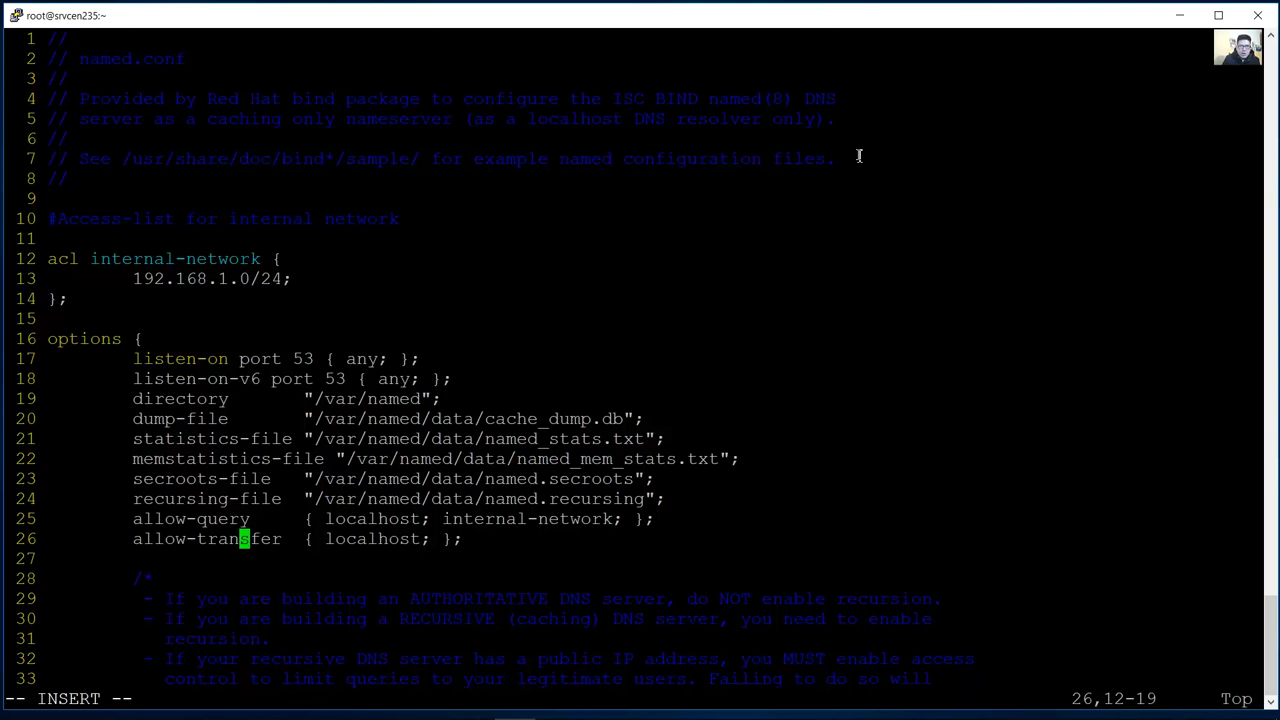 root@srvcen235:~
1 //
2 // named.conf
3 //
4 // Provided by Red Hat bind package to configure the ISC BIND named(8) DNS
5 // server as a caching only nameserver (as a localhost DNS resolver only).
6 //
7 // See /usr/share/doc/bind*/sample/ for example named configuration files.
8 //
9
10 #Access-list for internal network
11
12 acl internal-network {
13         192.168.1.0/24;
14 };
15
16 options {
17         listen-on port 53 { any; };
18         listen-on-v6 port 53 { any; };
19         directory       "/var/named";
20         dump-file       "/var/named/data/cache_dump.db";
21         statistics-file "/var/named/data/named_stats.txt";
22         memstatistics-file "/var/named/data/named_mem_stats.txt";
23         secroots-file   "/var/named/data/named.secroots";
24         recursing-file  "/var/named/data/named.recursing";
25         allow-query     { localhost; internal-network; };
26         allow-transfer  { localhost; };
27
28         /*
29          - If you are building an AUTHORITATIVE DNS server, do NOT enable recursion.
30          - If you are building a RECURSIVE (caching) DNS server, you need to enable
31            recursion.
32          - If your recursive DNS server has a public IP address, you MUST enable access
33            control to limit queries to your legitimate users. Failing to do so will
-- INSERT -- 26,12-19 Top